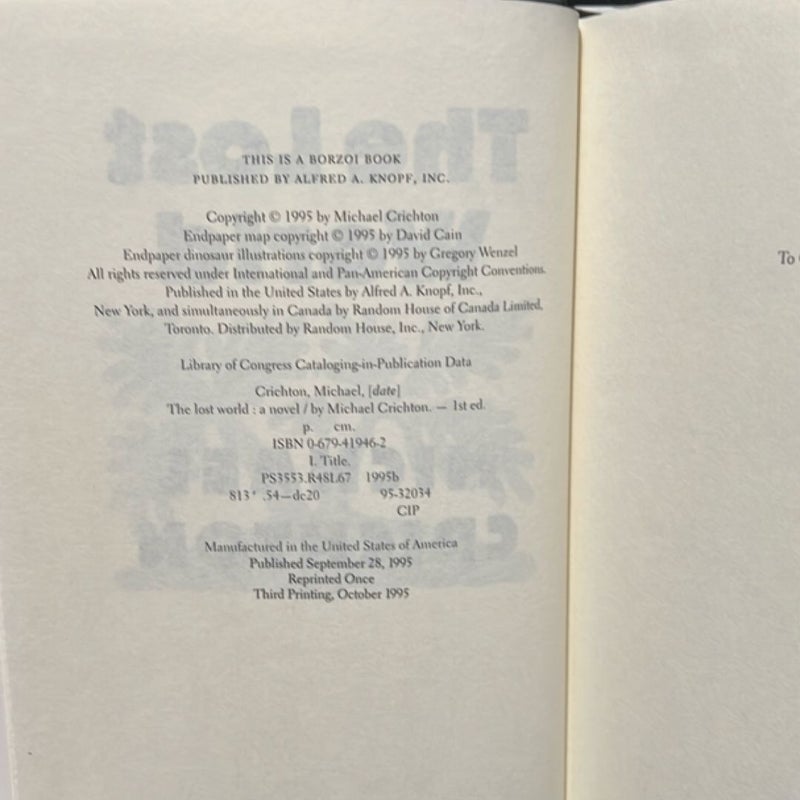 THIS IS A BORZOI BOOK
PUBLISHED BY ALFRED A. KNOPF, INC.
Copyright © 1995 by Michael Crichton
Endpaper map copyright © 1995 by David Cain
Endpaper dinosaur illustrations copyright © 1995 by Gregory Wenzel
All rights reserved under International and Pan-American Copyright Conventions.
Published in the United States by Alfred A. Knopf, Inc.,
New York, and simultaneously in Canada by Random House of Canada Limited,
Toronto. Distributed by Random House, Inc., New York.
Library of Congress Cataloging-in-Publication Data
Crichton, Michael, [date]
The lost world : a novel / by Michael Crichton. — 1st ed.
p. cm.
ISBN 0-679-41946-2
I. Title.
PS3553.R48L67 1995b
813'.54—dc20 95-32034
CIP
Manufactured in the United States of America
Published September 28, 1995
Reprinted Once
Third Printing, October 1995
To